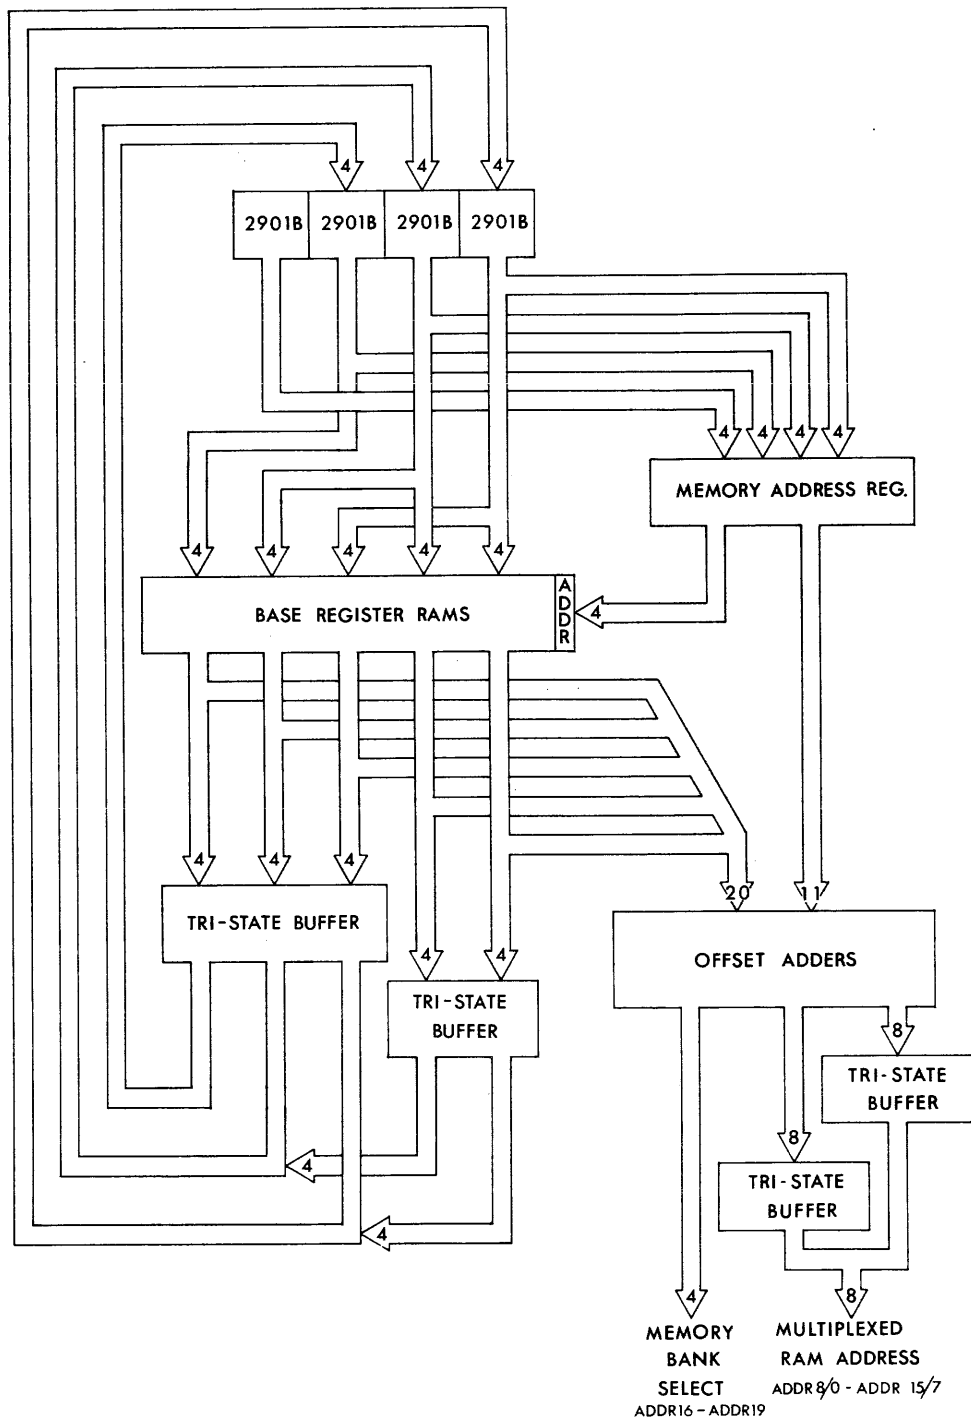 4 4 4
2901B 2901B 2901B 2901B
4 4 4 4
MEMORY ADDRESS REG.
4 4 4 4 4
BASE REGISTER RAMS
ADDR
4
4 4 4
20 11
TRI-STATE BUFFER
4 4
OFFSET ADDERS
TRI-STATE
BUFFER
8
TRI-STATE
BUFFER
8
4
TRI-STATE
BUFFER
4
4
8
MEMORY
BANK
SELECT
ADDR16-ADDR19
MULTIPLEXED
RAM ADDRESS
ADDR8/0-ADDR 15/7